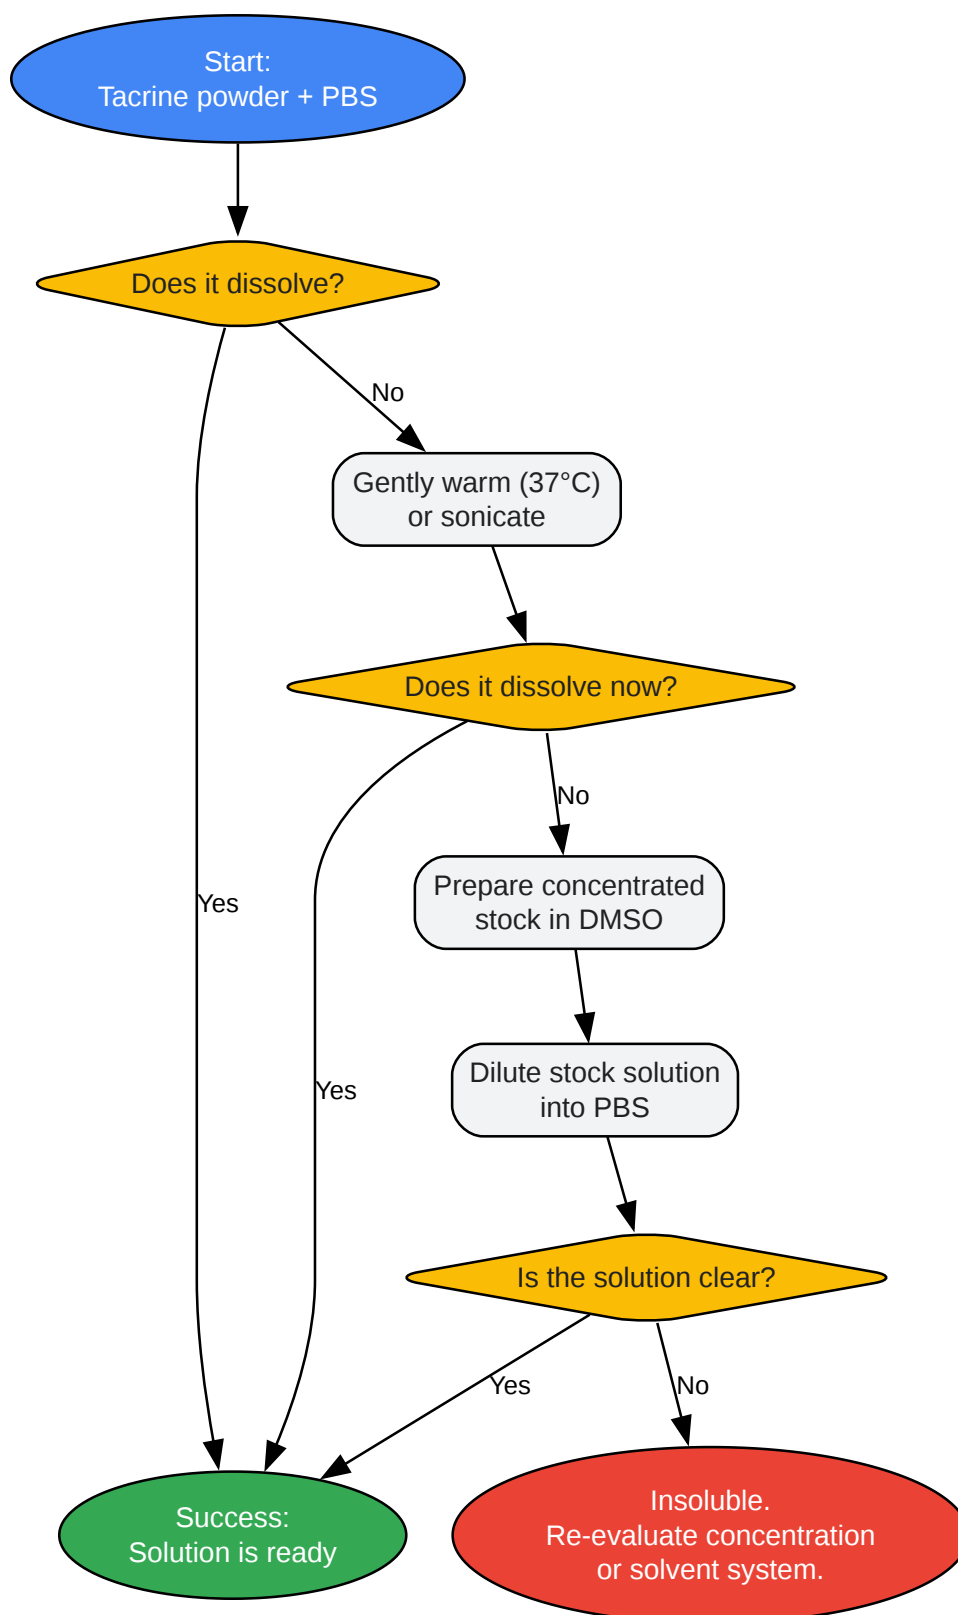 Start:
Tacrine powder + PBS
Does it dissolve?
No
Gently warm (37°C)
or sonicate
Does it dissolve now?
No
Prepare concentrated
stock in DMSO
Yes
Dilute stock solution
into PBS
Yes
Is the solution clear?
Yes
No
Success:
Solution is ready
Insoluble.
Re-evaluate concentration
or solvent system.